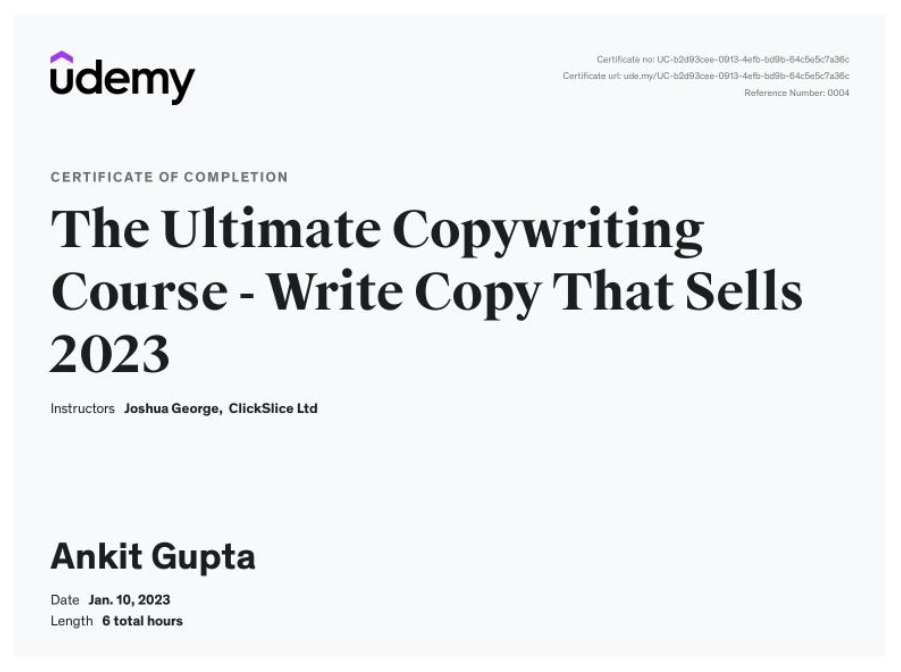 udemy
Certificate no: UC-b2d93cee-0913-4efb-bd9b-64c5e5c7a36c
Certificate url: ude.my/UC-b2d93cee-0913-4efb-bd9b-64c5e5c7a36c
Reference Number: 0004
CERTIFICATE OF COMPLETION
The Ultimate Copywriting
Course - Write Copy That Sells
2023
Instructors Joshua George, ClickSlice Ltd
Ankit Gupta
Date Jan. 10, 2023
Length 6 total hours